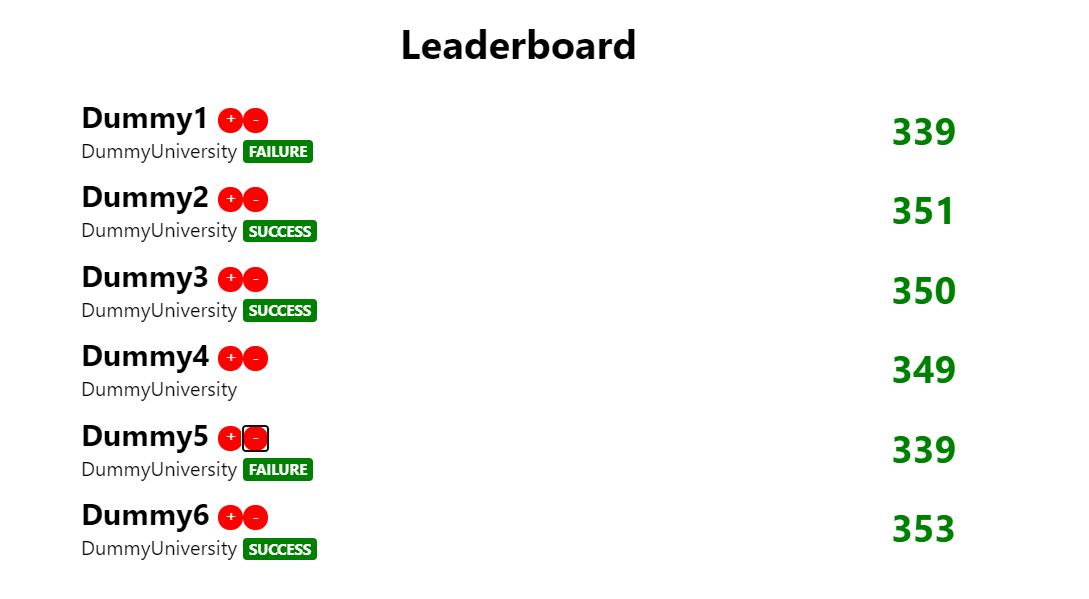 Leaderboard
Dummy1 + -
339
DummyUniversity FAILURE
Dummy2 + -
351
DummyUniversity SUCCESS
Dummy3 + -
350
DummyUniversity SUCCESS
Dummy4 + -
349
DummyUniversity
Dummy5 + -
339
DummyUniversity FAILURE
Dummy6 + -
353
DummyUniversity SUCCESS